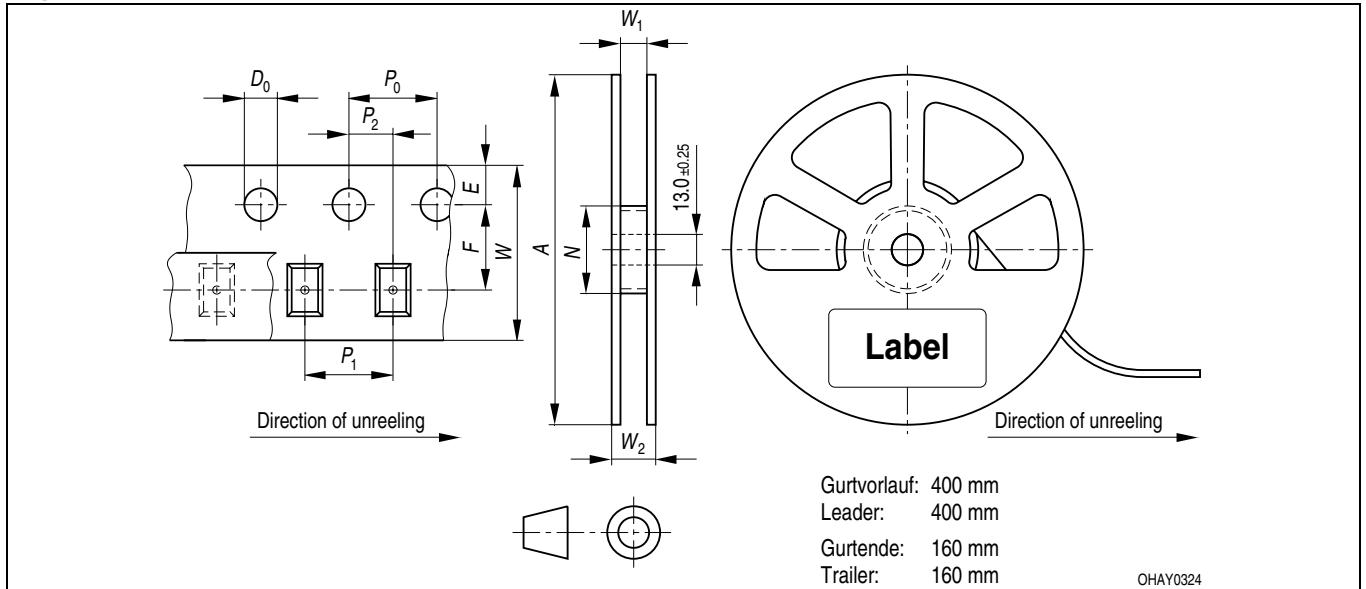 W1
D0
P0
P2
E
F
W
A
N
13.0 ±0.25
Label
P1
Direction of unreeling
W2
Direction of unreeling
Gurtvorlauf: 400 mm
Leader: 400 mm
Gurtende: 160 mm
Trailer: 160 mm
OHAY0324